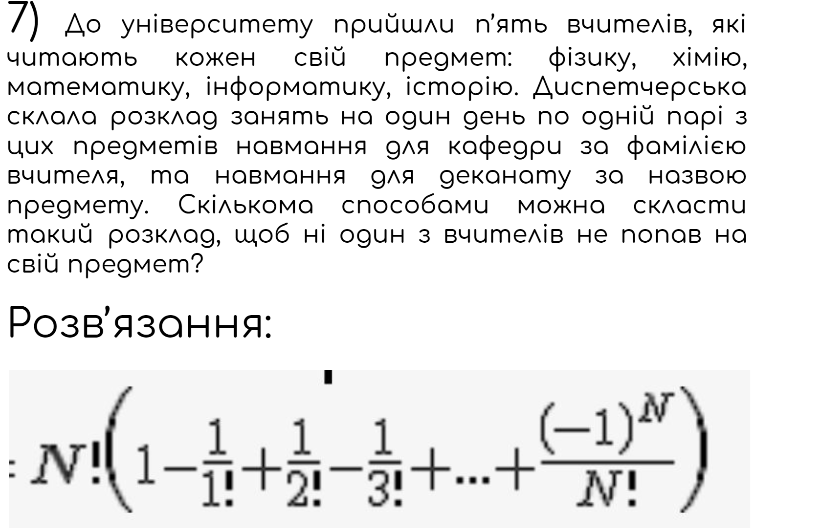 7) До університету прийшли п'ять вчителів, які
читають кожен свій предмет: фізику, хімію,
математику, інформатику, історію. Диспетчерська
склала розклад занять на один день по одній парі з
цих предметів навмання для кафедри за фамілією
вчителя, та навмання для деканату за назвою
предмету. Скількома способами можна скласти
такий розклад, щоб ні один з вчителів не попав на
свій предмет?
Розв'язання:
= N!(1 - 1/1! + 1/2! - 1/3! + ... + (-1)^N/N!)